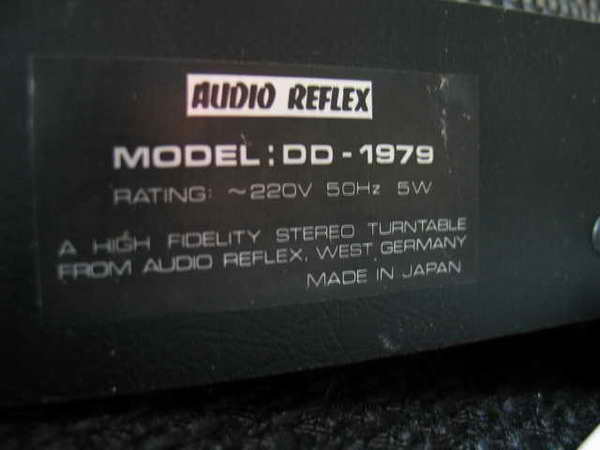 AUDIO REFLEX
MODEL: DD-1979
RATING: ~220V 50Hz 5W
A HIGH FIDELITY STEREO TURNTABLE
FROM AUDIO REFLEX, WEST GERMANY
MADE IN JAPAN